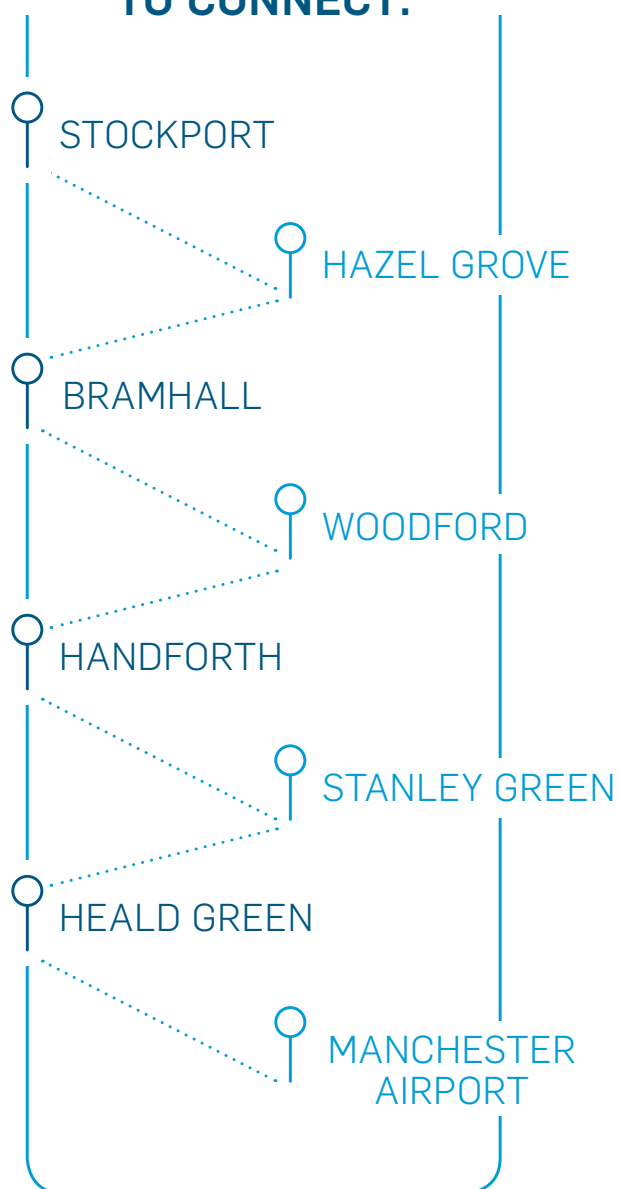 TO CONNECT:
STOCKPORT
HAZEL GROVE
BRAMHALL
WOODFORD
HANDFORTH
STANLEY GREEN
HEALD GREEN
MANCHESTER
AIRPORT